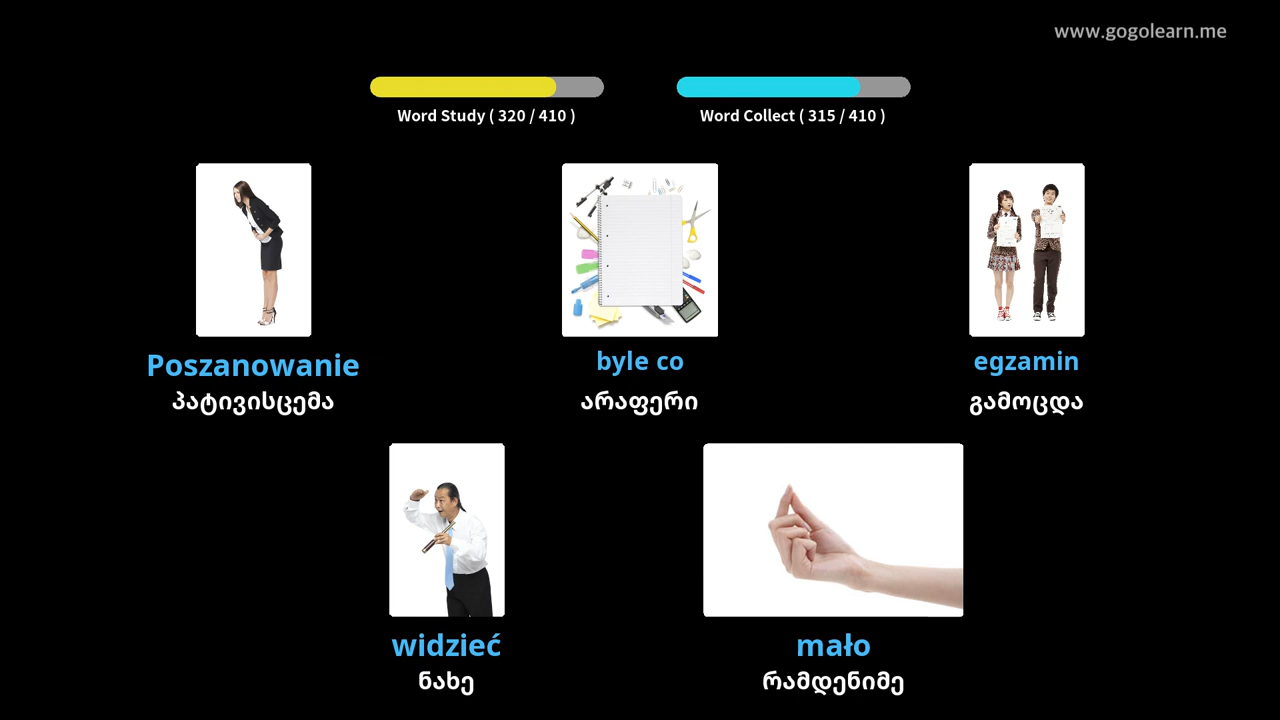 www.gogolearn.me
Word Study ( 320 / 410 )
Word Collect ( 315 / 410 )
Poszanowanie
პატივისცემა
byle co
არაფერი
egzamin
გამოცდა
widzieć
ნახე
mało
რამდენიმე